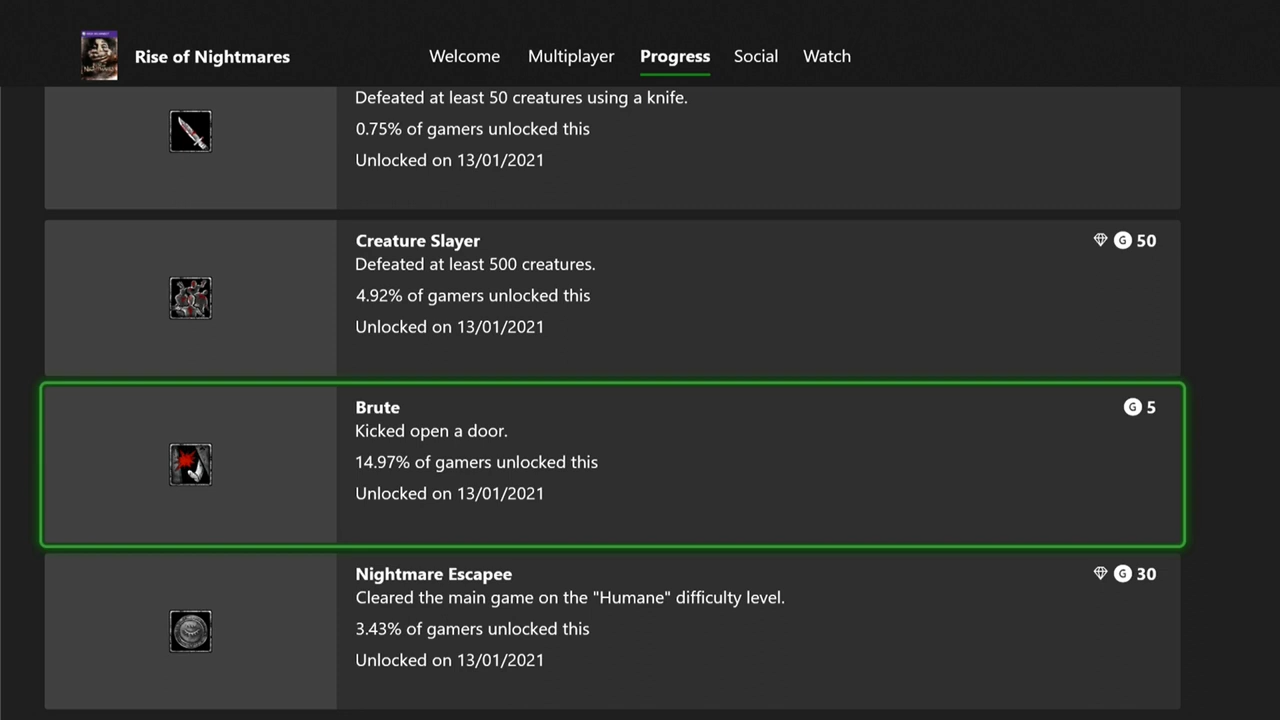 Rise of Nightmares
Welcome
Multiplayer
Progress
Social
Watch
Defeated at least 50 creatures using a knife.
0.75% of gamers unlocked this
Unlocked on 13/01/2021
Creature Slayer
G 50
Defeated at least 500 creatures.
4.92% of gamers unlocked this
Unlocked on 13/01/2021
Brute
G 5
Kicked open a door.
14.97% of gamers unlocked this
Unlocked on 13/01/2021
Nightmare Escapee
G 30
Cleared the main game on the "Humane" difficulty level.
3.43% of gamers unlocked this
Unlocked on 13/01/2021